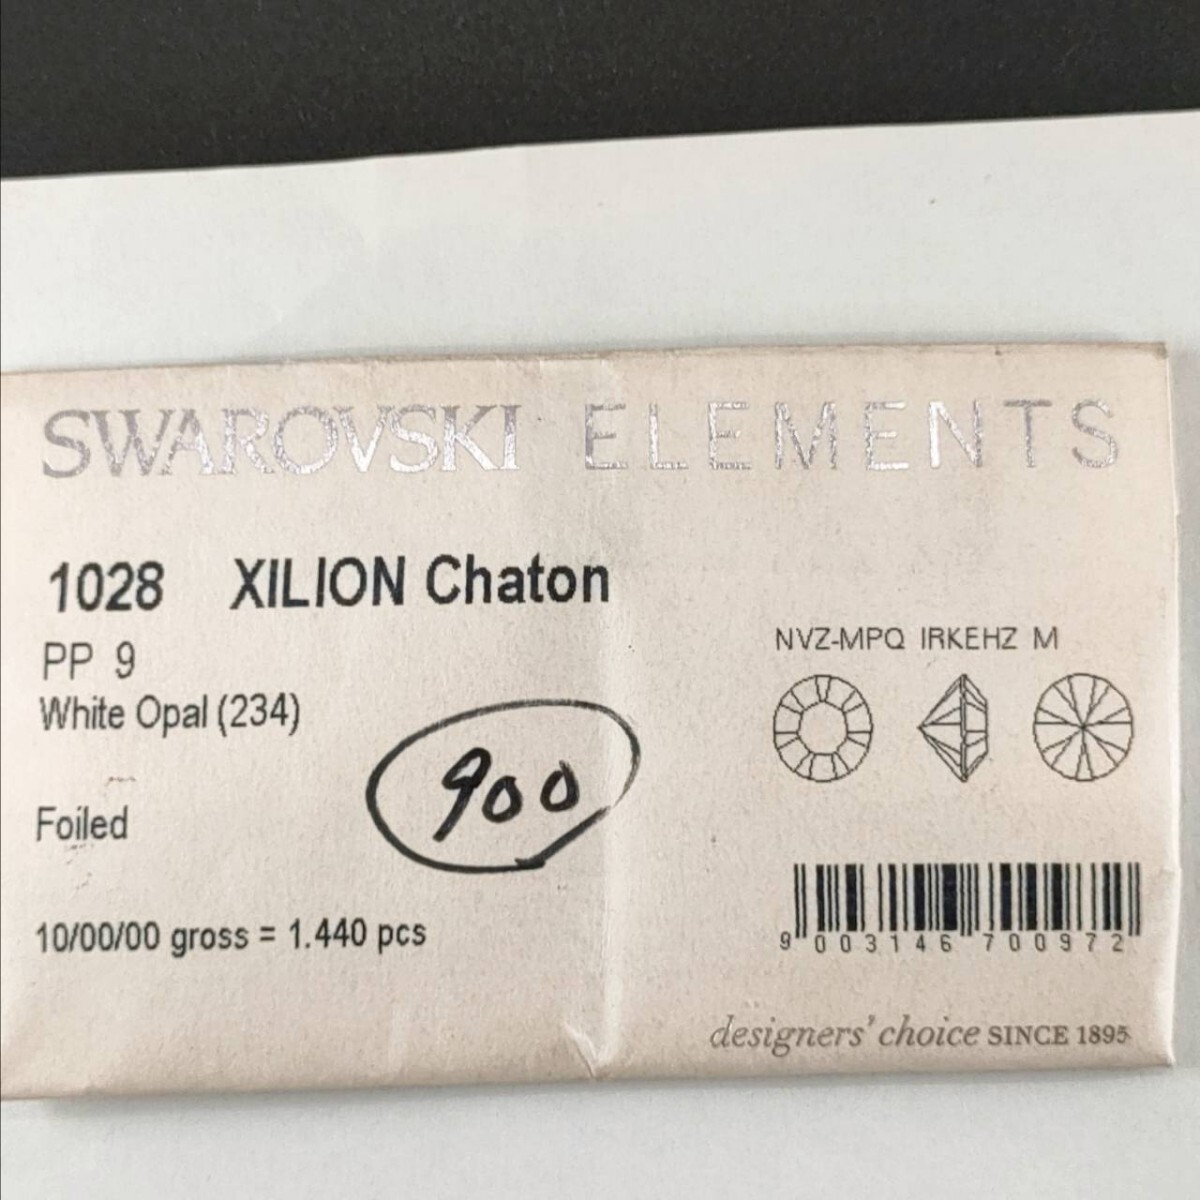 SWAROVSKI ELEMENTS
1028 XILION Chaton
PP 9
White Opal (234)
NVZ-MPQ IRKEHZ M
900
Foiled
10/00/00 gross = 1.440 pcs
9 003146 700972
designers' choice SINCE 1895